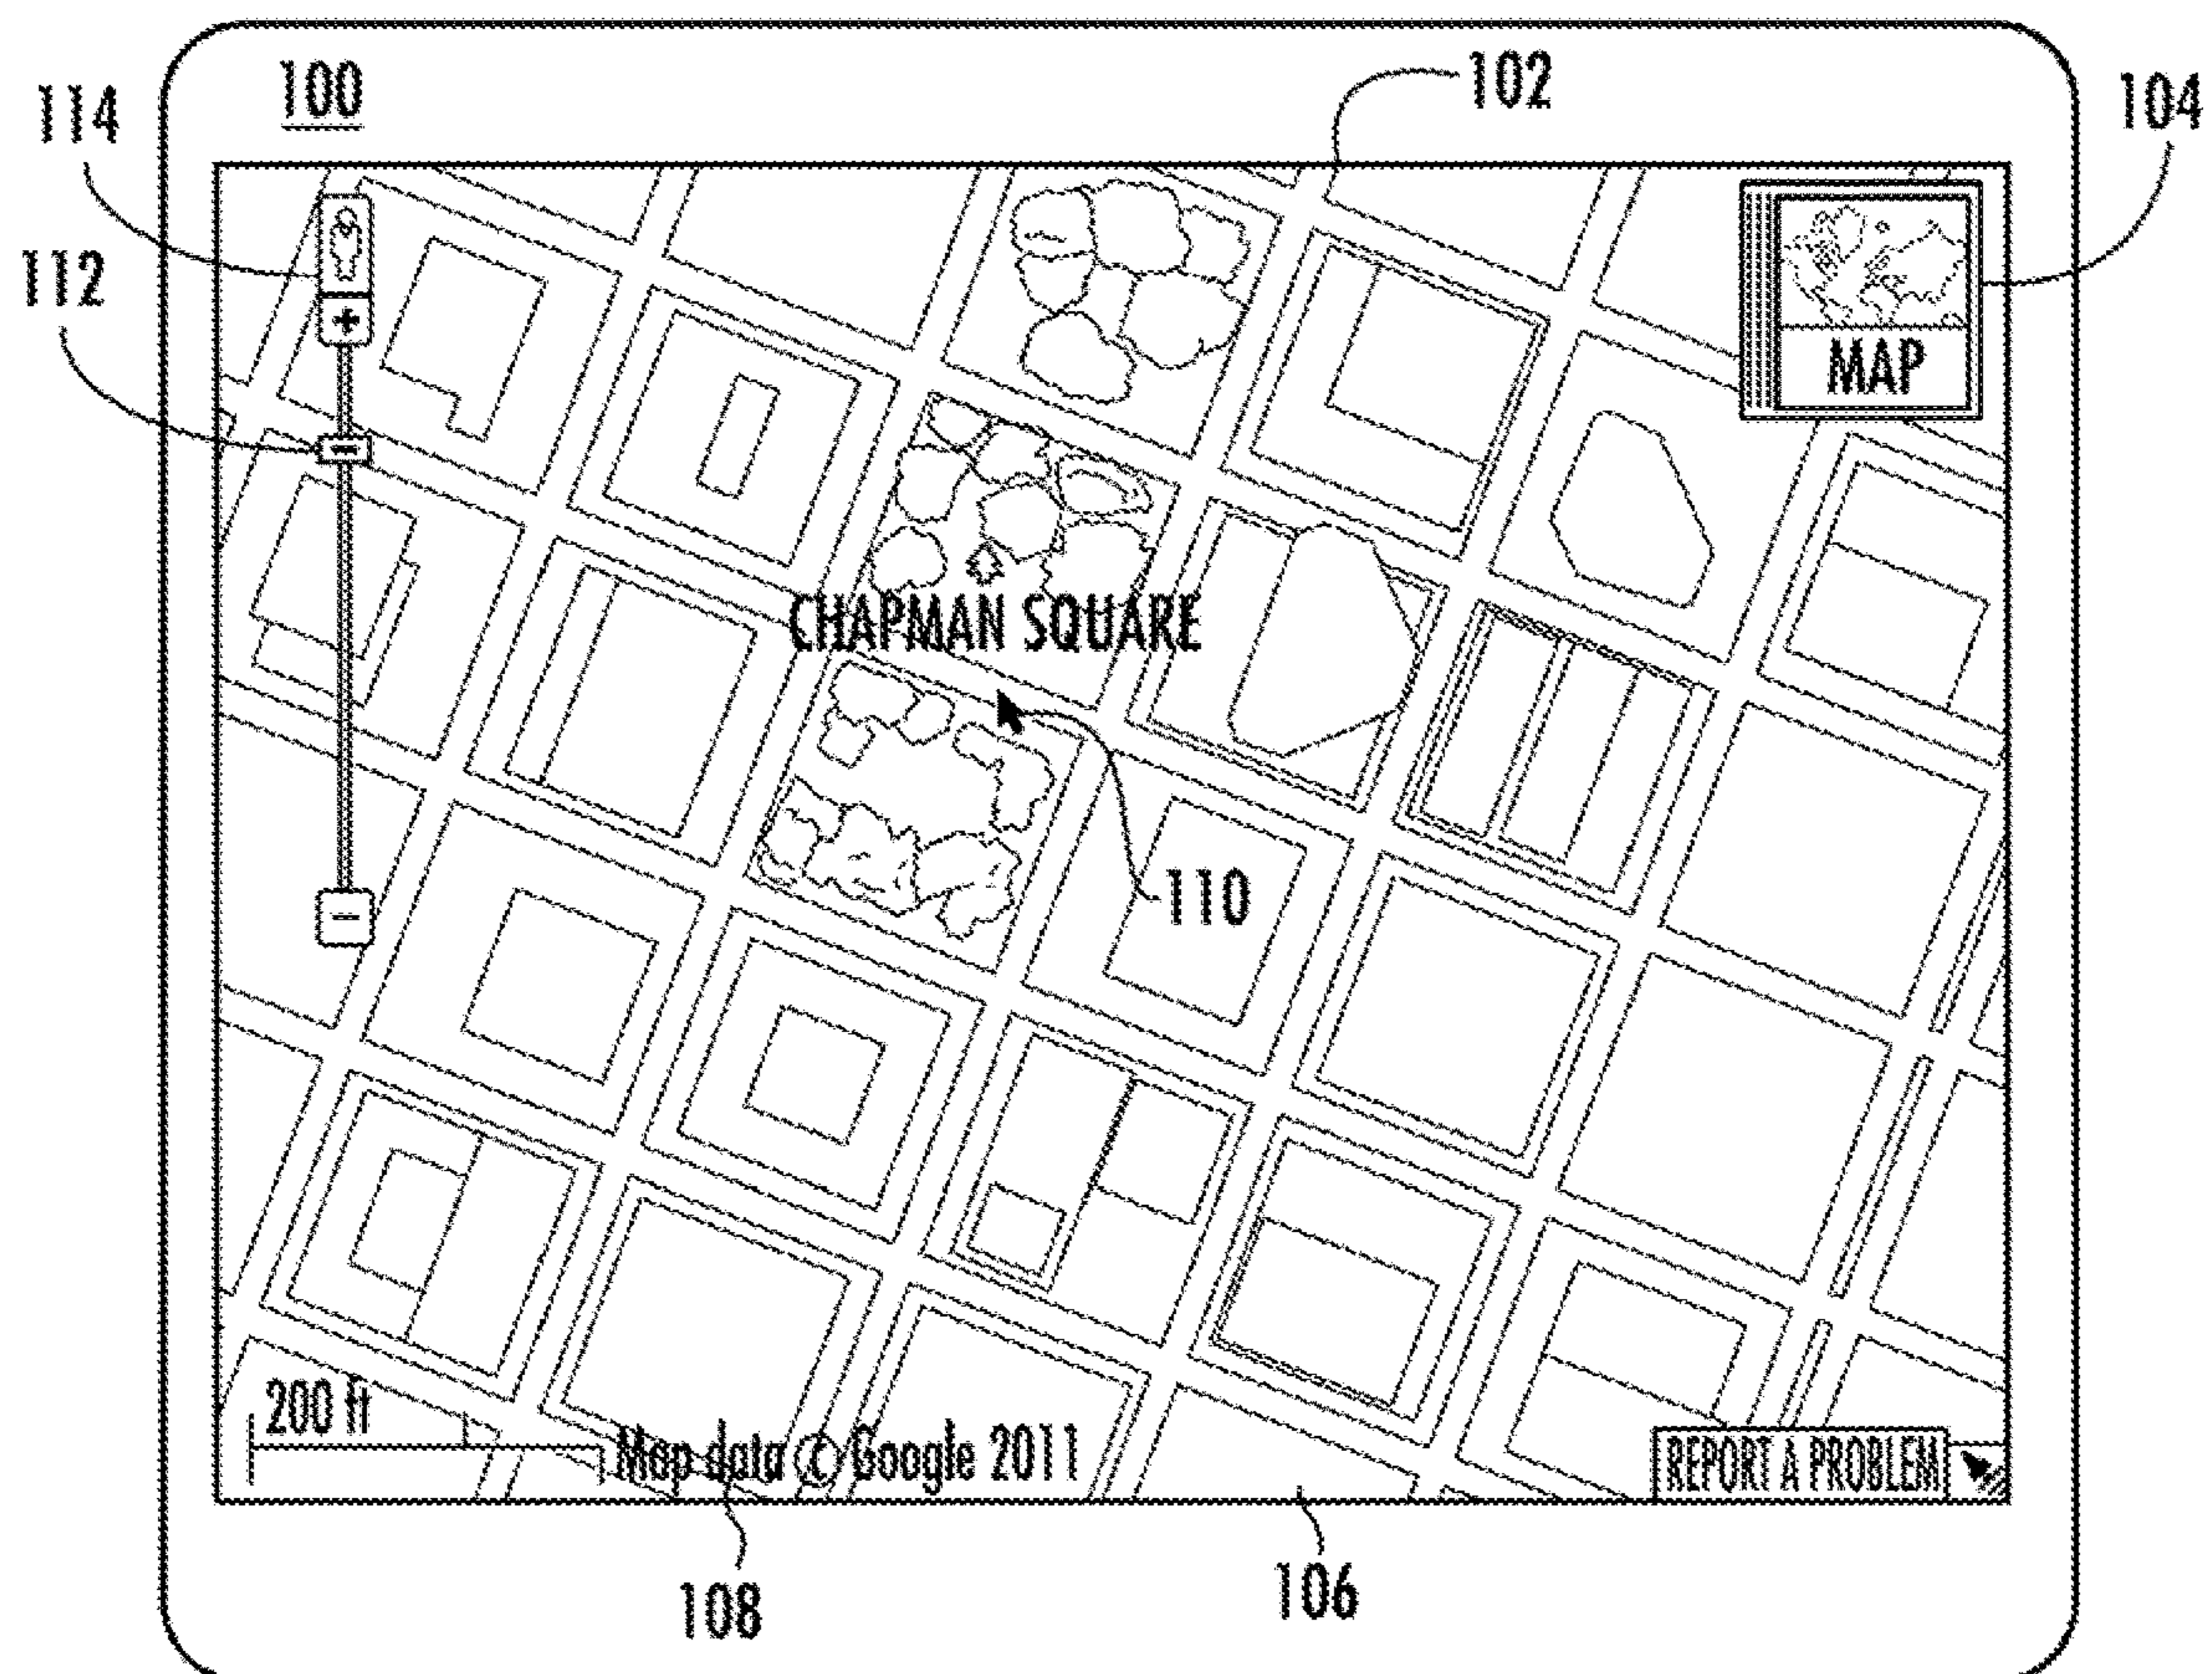 100
102
104
114
112
+
MAP
CHAPMAN SQUARE
110
200 ft
Map data © Google 2011
REPORT A PROBLEM
108
106